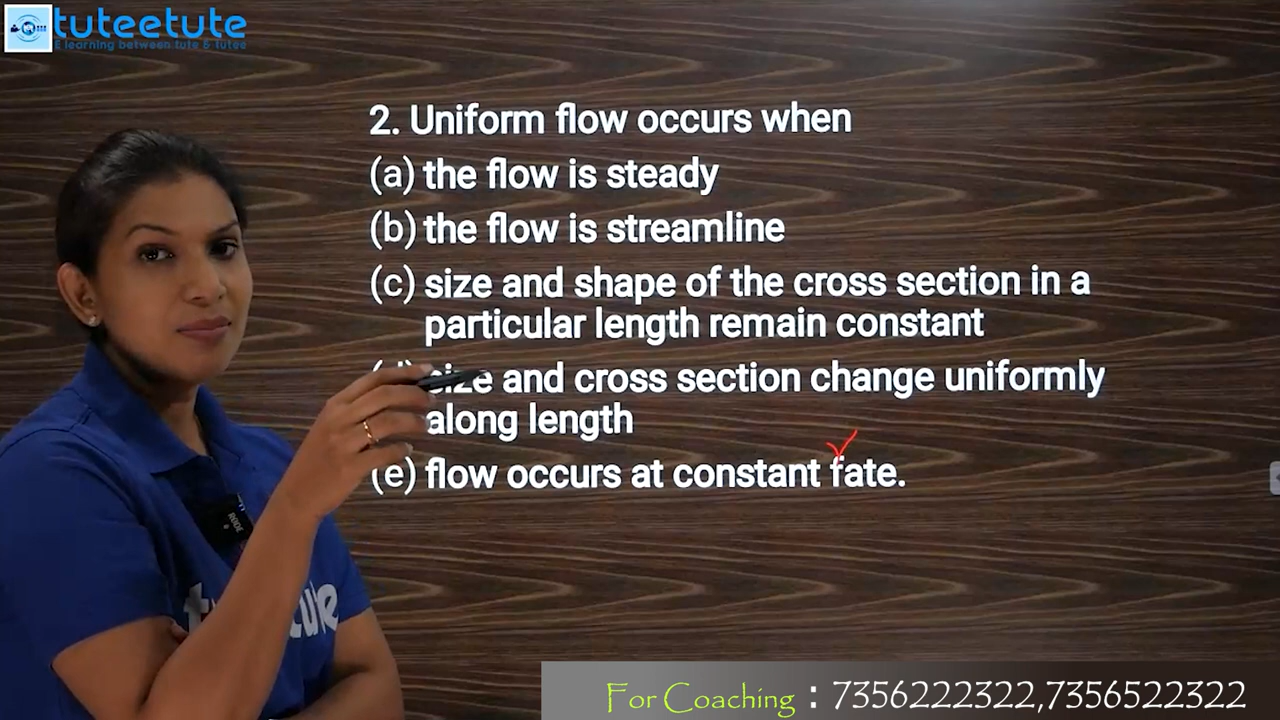 tuteetute
E learning between tute & tutee
2. Uniform flow occurs when
(a) the flow is steady
(b) the flow is streamline
(c) size and shape of the cross section in a
particular length remain constant
(d) size and cross section change uniformly
along length
(e) flow occurs at constant fate.
RØDE
For Coaching : 7356222322,7356522322